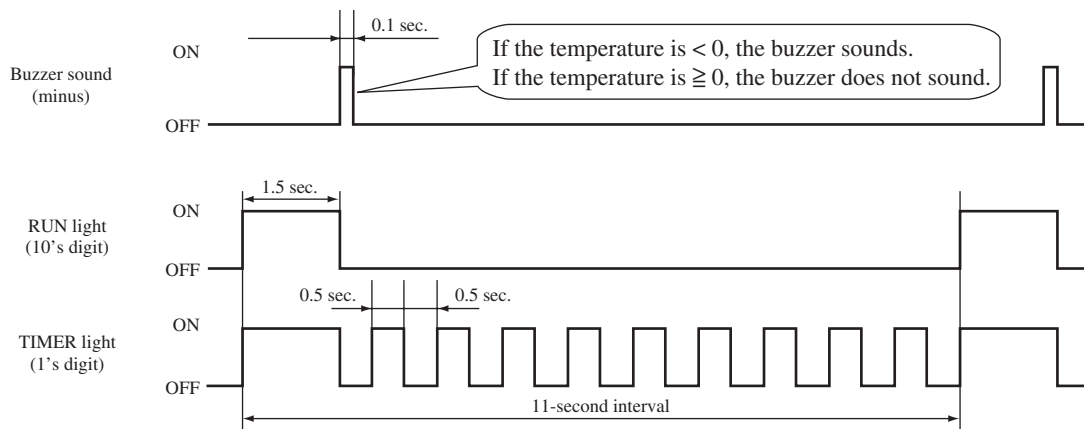 0.1 sec.
ON
Buzzer sound
(minus)
OFF
If the temperature is < 0, the buzzer sounds.
If the temperature is ≧ 0, the buzzer does not sound.
1.5 sec.
ON
RUN light
(10's digit)
OFF
0.5 sec. 0.5 sec.
ON
TIMER light
(1's digit)
OFF
11-second interval